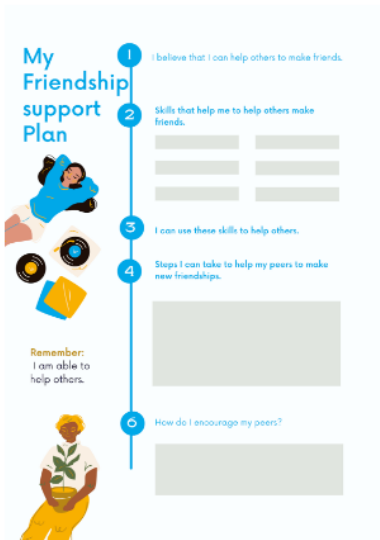 My
Friendship
support
Plan
1
I believe that I can help others to make friends.
2
Skills that help me to help others make
friends.
3
I can use these skills to help others.
4
Steps I can take to help my peers to make
new friendships.
Remember:
I am able to
help others.
6
How do I encourage my peers?